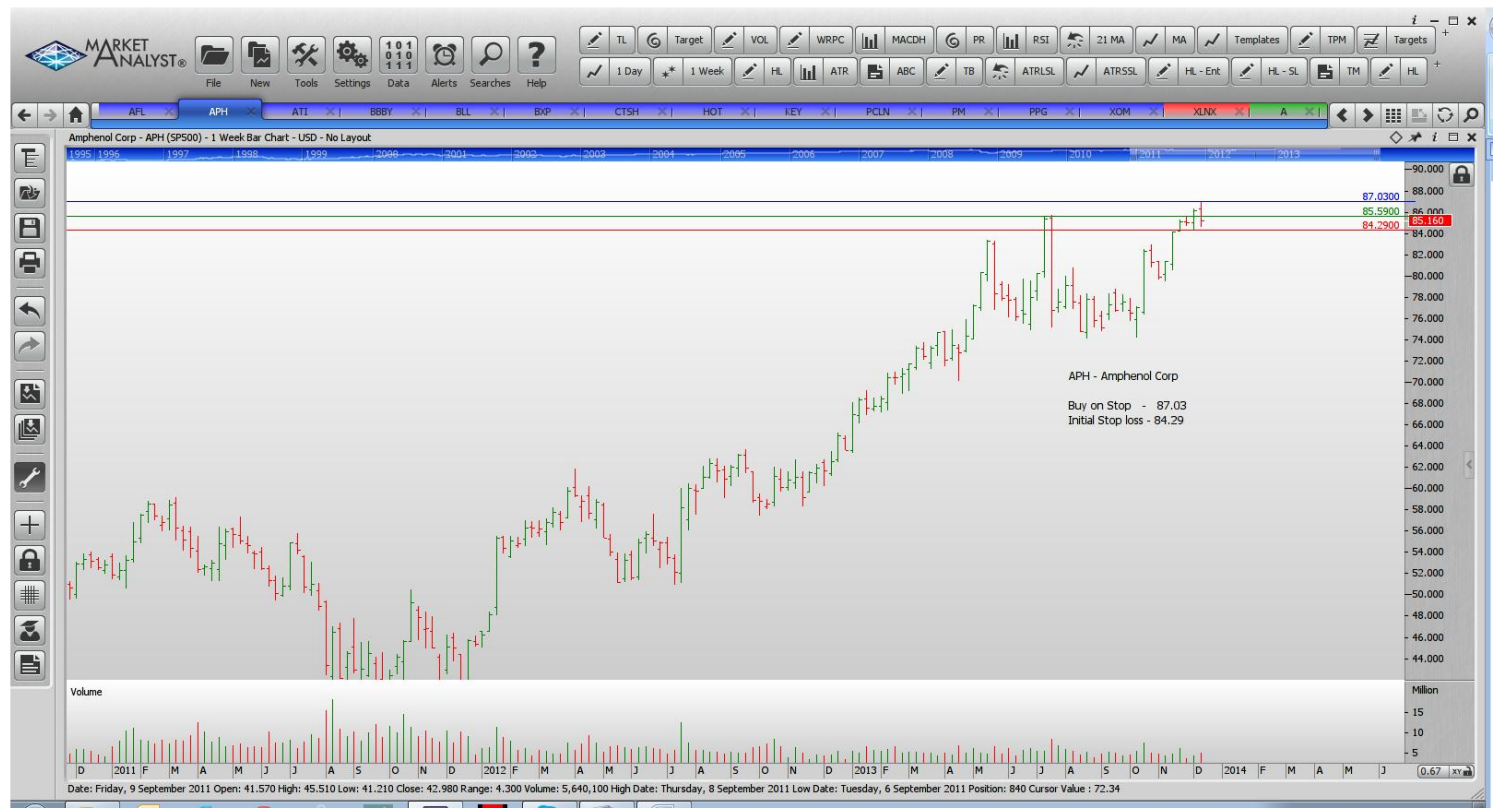 i
MARKET ANALYST®
File New Tools Settings Data Alerts Searches Help
TL Target VOL WRPC MACDH PR RSI 21 MA MA Templates TPM Targets +
1 Day 1 Week HL ATR ABC TB ATRLSL ATRSSL HL - Ent HL - SL TM HL +
AFL APH ATI BBBY BLL BXP CTSH HOT KEY PCLN PM PPG XOM XLNX A
Amphenol Corp - APH (SP500) - 1 Week Bar Chart - USD - No Layout
1995 1996 1997 1998 1999 2000 2001 2002 2003 2004 2005 2006 2007 2008 2009 2010 2011 2012 2013
90.000
88.000
87.0300
86.000
85.5900
85.160
84.2900
84.000
82.000
80.000
78.000
76.000
74.000
72.000
APH - Amphenol Corp
70.000
68.000
Buy on Stop - 87.03
Initial Stop loss - 84.29
66.000
64.000
62.000
60.000
58.000
56.000
54.000
52.000
50.000
48.000
46.000
44.000
Volume
Million
15
10
5
D 2011 F M A M J J A S O N D 2012 F M A M J J A S O N D 2013 F M A M J J A S O N D 2014 F M A M J
0.67 XY
Date: Friday, 9 September 2011 Open: 41.570 High: 45.510 Low: 41.210 Close: 42.980 Range: 4.300 Volume: 5,640,100 High Date: Thursday, 8 September 2011 Low Date: Tuesday, 6 September 2011 Position: 840 Cursor Value : 72.34